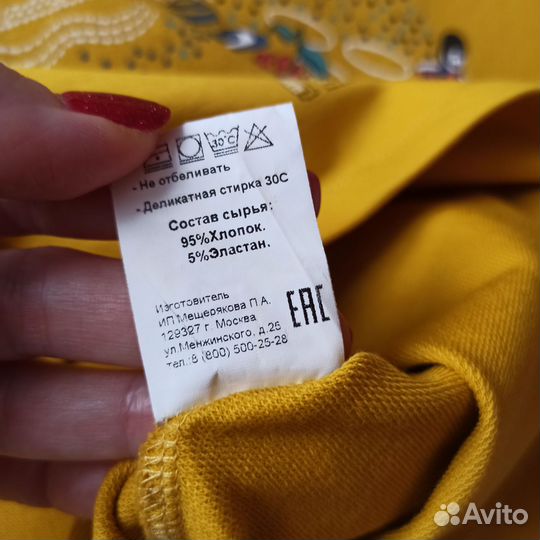 30°C
- Не отбеливать
- Деликатная стирка 30С
Состав сырья:
95%Хлопок.
5%Эластан.
Изготовитель
ИП.Мещерякова П.А.
129327 г. Москва
ул.Менжинского, д.26
тел.:8 (800) 500-25-28
EAC
Avito